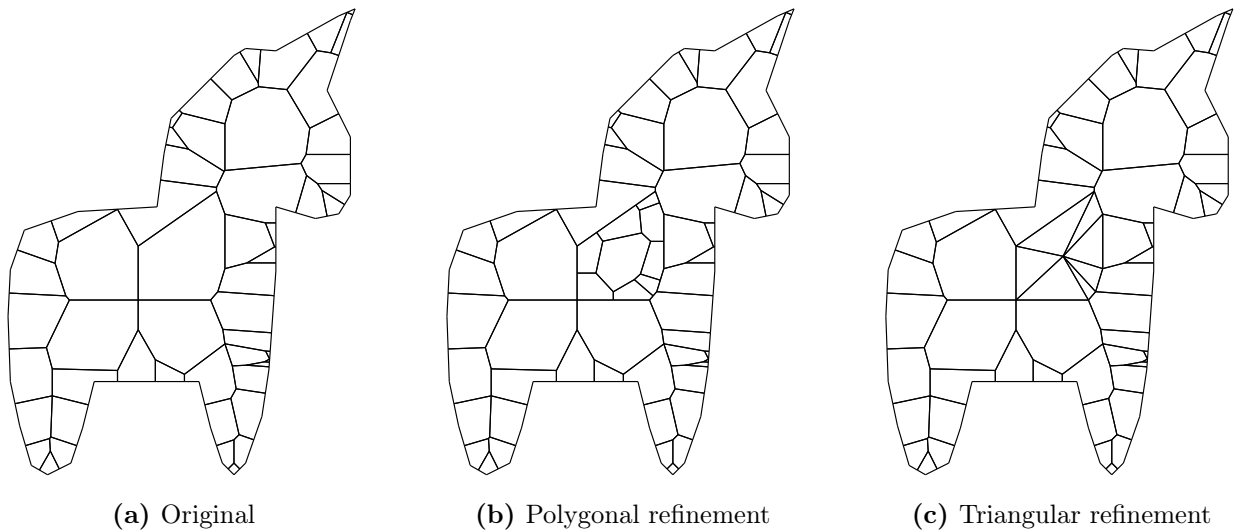 (a) Original
(b) Polygonal refinement
(c) Triangular refinement